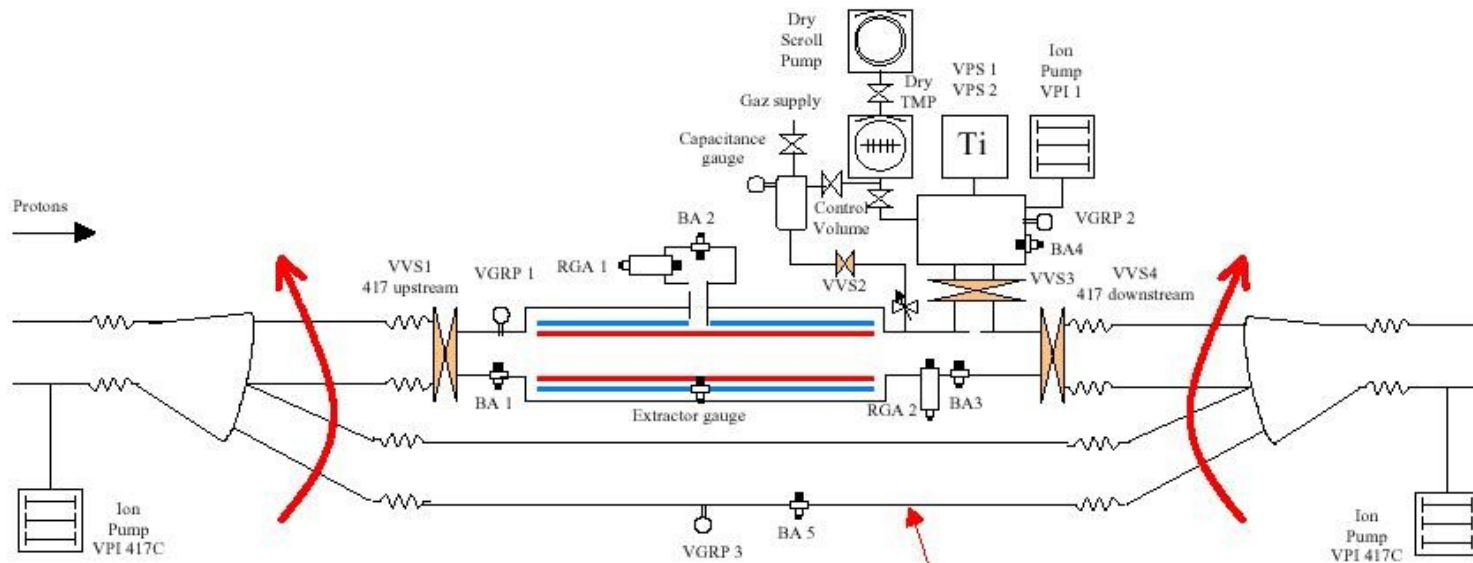 Dry
Scroll
Pump
Dry
TMP
VPS 1
VPS 2
Ion
Pump
VPI 1
Gaz supply
Capacitance
gauge
Ti
Control
Volume
VGRP 2
BA4
Protons
BA 2
RGA 1
VVS1
417 upstream
VGRP 1
VVS2
VVS3
VVS4
417 downstream
BA 1
Extractor gauge
RGA 2
BA3
Ion
Pump
VPI 417C
VGRP 3
BA 5
Ion
Pump
VPI 417C